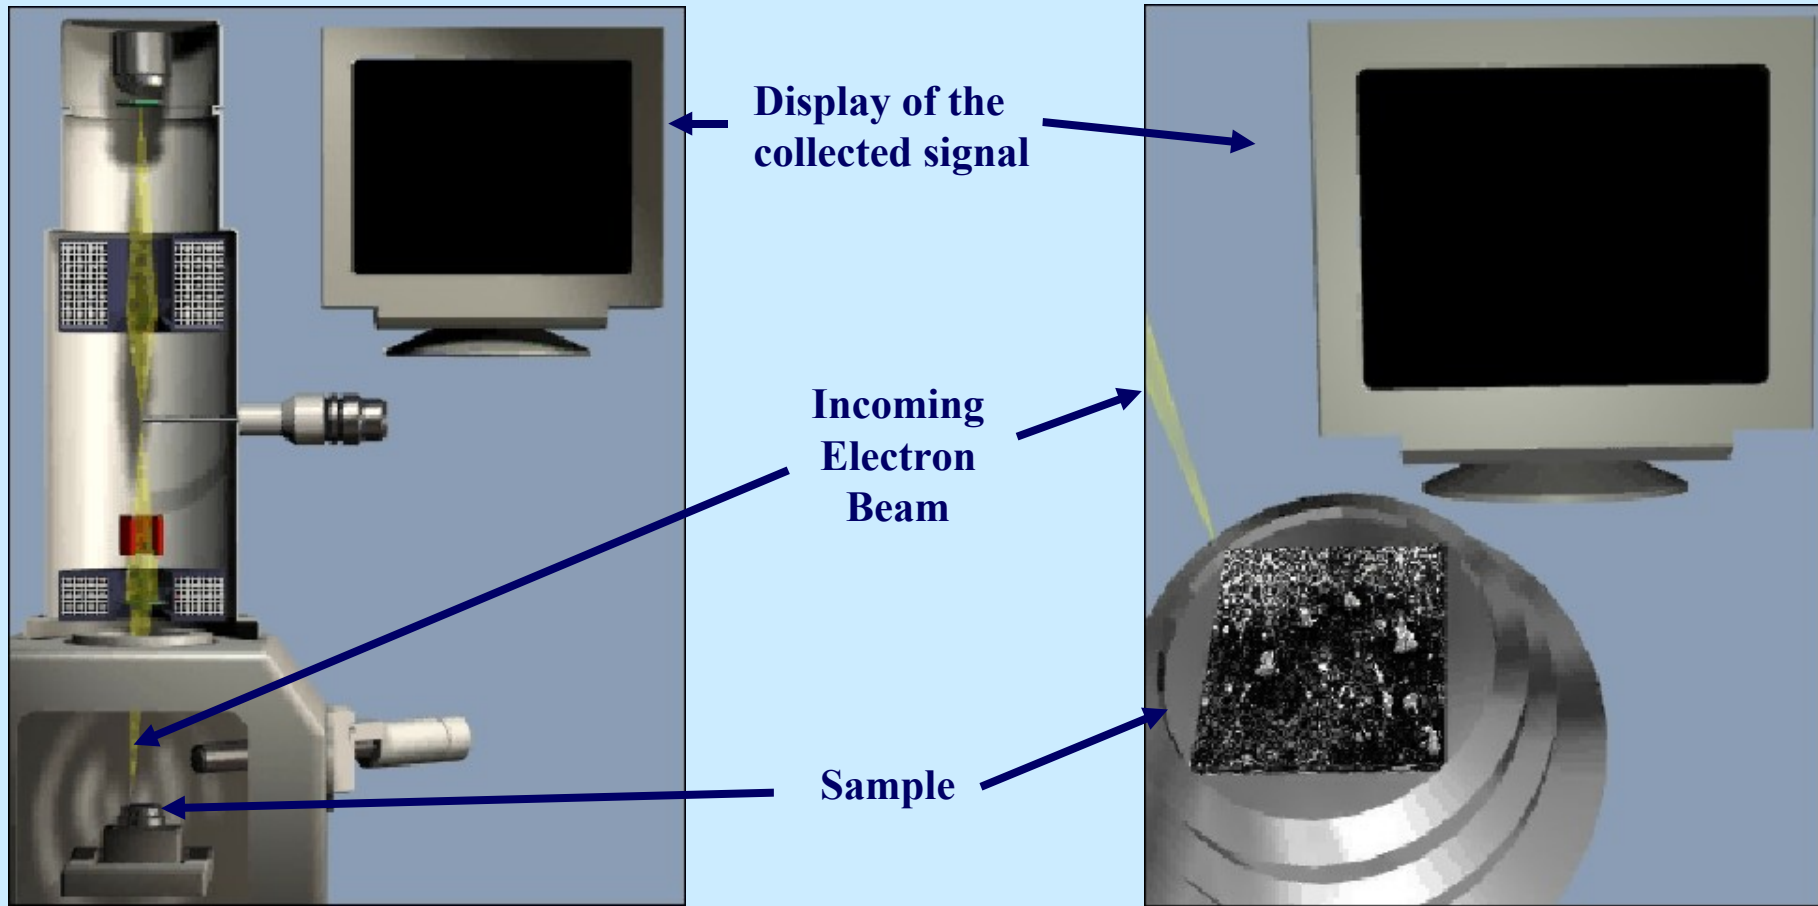 Display of the
collected signal
Incoming
Electron
Beam
Sample